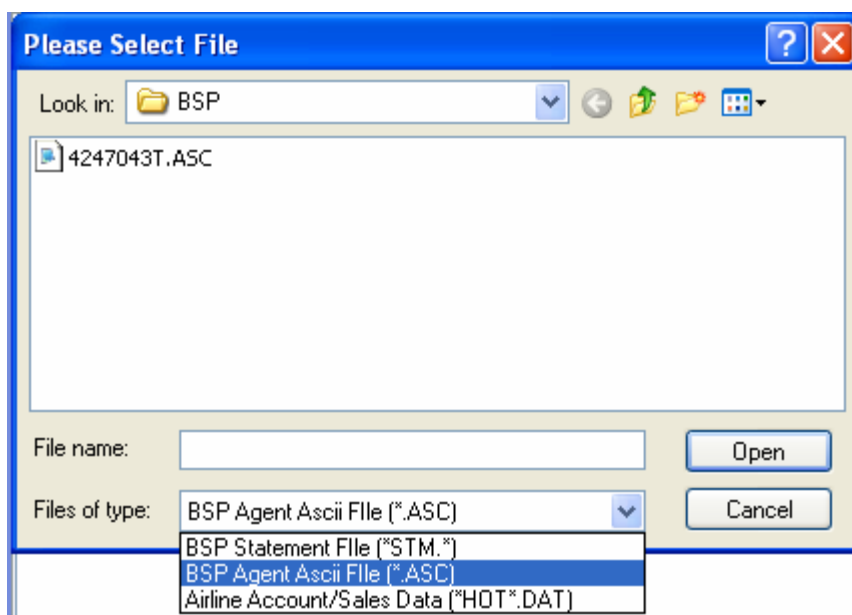 Please Select File
Look in: BSP
4247043T.ASC
File name:
Open
Files of type: BSP Agent Ascii FIle (*.ASC)
Cancel
BSP Statement FIle (*STM.*)
BSP Agent Ascii FIle (*.ASC)
Airline Account/Sales Data (*HOT*.DAT)